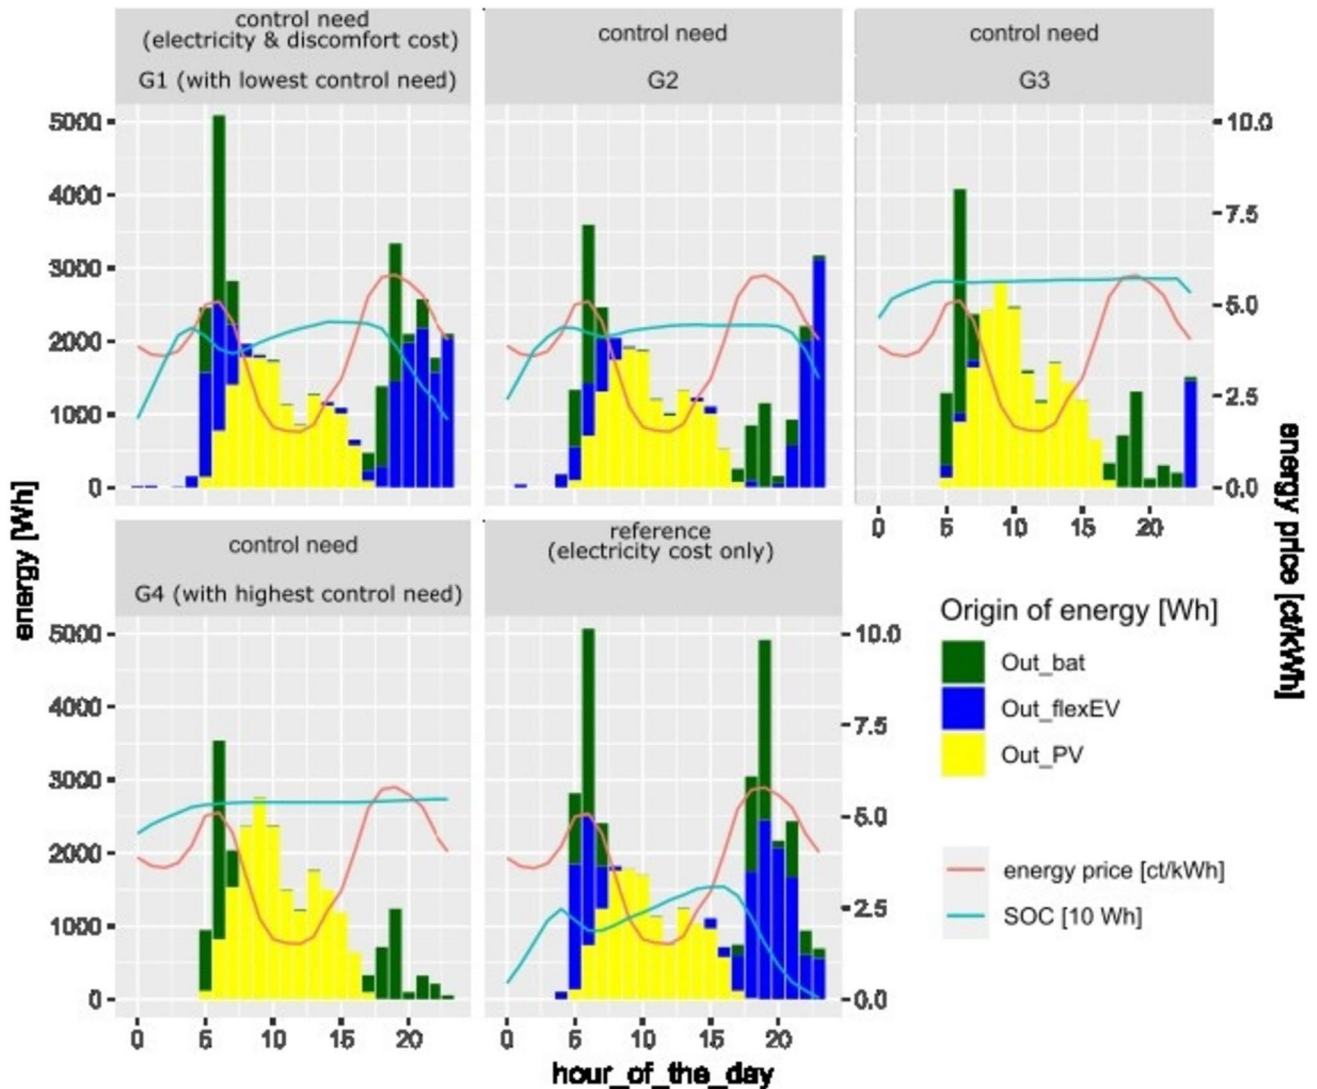 control need
(electricity & discomfort cost)
G1 (with lowest control need)
control need
G2
control need
G3
5000
4000
3000
2000
1000
0
10.0
7.5
5.0
2.5
0.0
0
5
10
15
20
control need
G4 (with highest control need)
reference
(electricity cost only)
5000
4000
3000
2000
1000
0
10.0
7.5
5.0
2.5
0.0
0
5
10
15
20
0
5
10
15
20
energy [Wh]
hour_of_the_day
energy price [ct/kWh]
Origin of energy [Wh]
Out_bat
Out_flexEV
Out_PV
energy price [ct/kWh]
SOC [10 Wh]